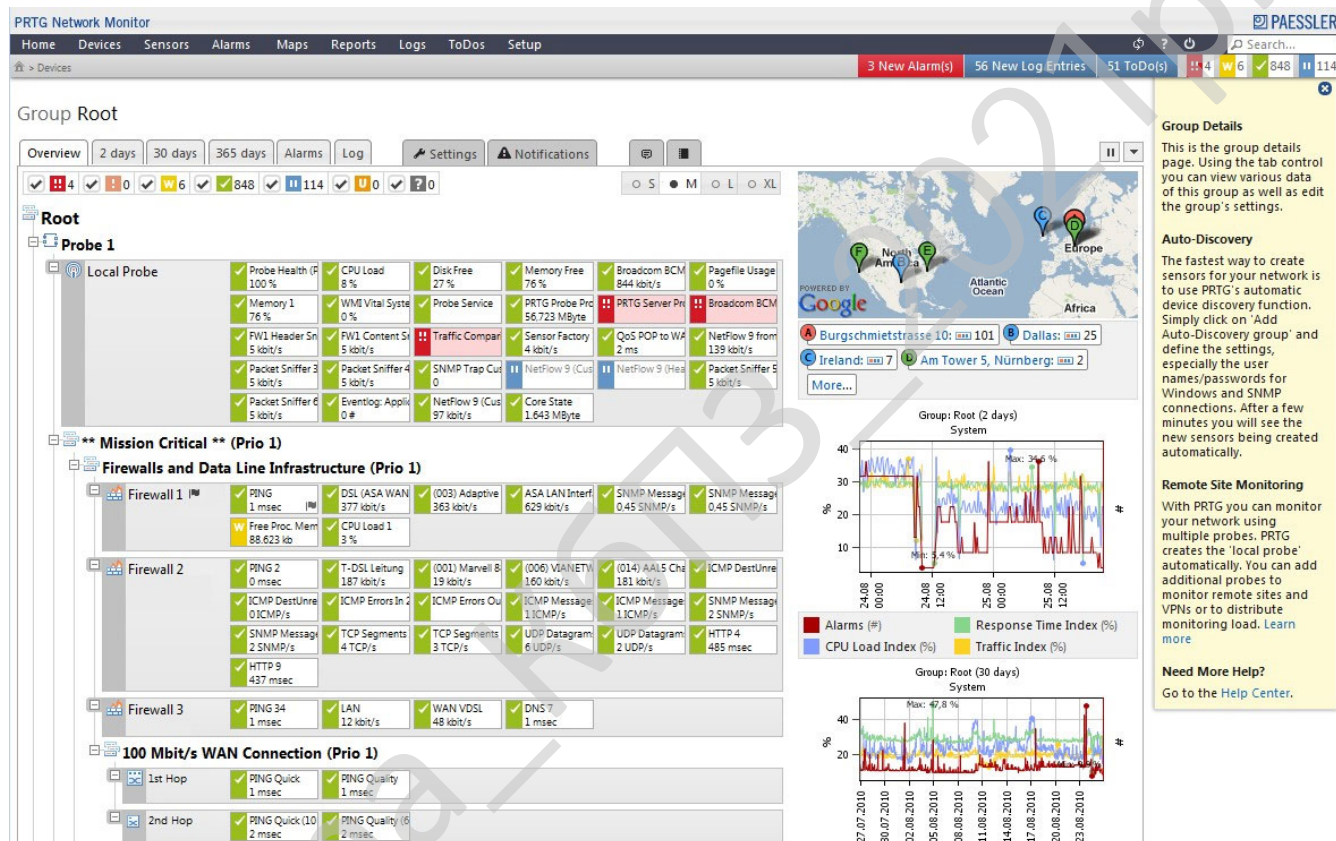 PRTG Network Monitor
PAESSLER
Home Devices Sensors Alarms Maps Reports Logs ToDos Setup
? Search...
> Devices
3 New Alarm(s) 56 New Log Entries 51 ToDo(s) !! 4 W 6 848 114
Group Root
Overview 2 days 30 days 365 days Alarms Log Settings Notifications
!! 4 ! 0 W 6 848 114 U 0 ? 0
S M L XL
Root
Probe 1
Local Probe
Probe Health (P CPU Load Disk Free Memory Free Broadcom BCM Pagefile Usage
100 % 8 % 27 % 76 % 844 kbit/s 0 %
Memory 1 WMI Vital Syste Probe Service PRTG Probe Prc PRTG Server Pr Broadcom BCM
76 % 0 % 56.723 MByte
FW1 Header Sn FW1 Content Sn Traffic Compar Sensor Factory QoS POP to WA NetFlow 9 from
5 kbit/s 5 kbit/s 4 kbit/s 2 ms 139 kbit/s
Packet Sniffer 3 Packet Sniffer 4 SNMP Trap Cus NetFlow 9 (Cus NetFlow 9 (Hea Packet Sniffer 5
5 kbit/s 5 kbit/s 0 5 kbit/s
Packet Sniffer 6 Eventlog: Applic NetFlow 9 (Cus Core State
5 kbit/s 0 # 97 kbit/s 1.643 MByte
** Mission Critical ** (Prio 1)
Firewalls and Data Line Infrastructure (Prio 1)
Firewall 1
PING DSL (ASA WAN (003) Adaptive ASA LAN Interf SNMP Message SNMP Message
1 msec 377 kbit/s 363 kbit/s 629 kbit/s 0,45 SNMP/s 0,45 SNMP/s
Free Proc. Mem CPU Load 1
88.623 kb 3 %
Firewall 2
PING 2 T-DSL Leitung (001) Marvell 8 (006) VIANETW (014) AAL5 Cha ICMP DestUnre
0 msec 187 kbit/s 19 kbit/s 160 kbit/s 181 kbit/s
ICMP DestUnre ICMP Errors In 2 ICMP Errors Ou ICMP Message ICMP Message SNMP Messag
0 ICMP/s 1 ICMP/s 1 ICMP/s 2 SNMP/s
SNMP Message TCP Segments TCP Segments UDP Datagram UDP Datagram HTTP 4
2 SNMP/s 4 TCP/s 3 TCP/s 6 UDP/s 2 UDP/s 485 msec
HTTP 9
437 msec
Firewall 3
PING 34 LAN WAN VDSL DNS 7
1 msec 12 kbit/s 48 kbit/s 1 msec
100 Mbit/s WAN Connection (Prio 1)
1st Hop
PING Quick PING Quality
1 msec 1 msec
2nd Hop
PING Quick (10 PING Quality (6
2 msec 2 msec
C A D F E B
North America
Europe
Atlantic Ocean
Africa
POWERED BY
Google
A Burgschmietstrasse 10: 101 B Dallas: 25
C Ireland: 7 D Am Tower 5, Nürnberg: 2
More...
Group: Root (2 days)
System
Max: 34,6 %
Min: 5,4 %
40
30
20
10
% #
24.08 00:00 24.08 12:00 25.08 00:00 25.08 12:00
Alarms (#) Response Time Index (%)
CPU Load Index (%) Traffic Index (%)
Group: Root (30 days)
System
Max: 47,8 %
40
20
% #
27.07.2010 30.07.2010 02.08.2010 05.08.2010 08.08.2010 11.08.2010 14.08.2010 17.08.2010 20.08.2010 23.08.2010
Group Details
This is the group details
page. Using the tab control
you can view various data
of this group as well as edit
the group's settings.
Auto-Discovery
The fastest way to create
sensors for your network is
to use PRTG's automatic
device discovery function.
Simply click on 'Add
Auto-Discovery group' and
define the settings,
especially the user
names/passwords for
Windows and SNMP
connections. After a few
minutes you will see the
new sensors being created
automatically.
Remote Site Monitoring
With PRTG you can monitor
your network using
multiple probes. PRTG
creates the 'local probe'
automatically. You can add
additional probes to
monitor remote sites and
VPNs or to distribute
monitoring load. Learn
more
Need More Help?
Go to the Help Center.